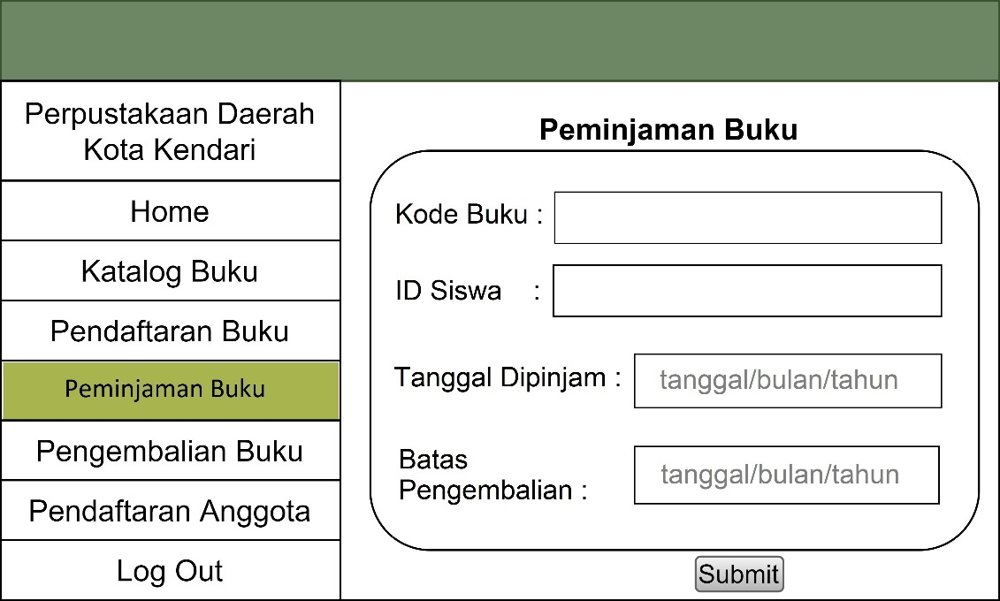 Perpustakaan Daerah
Kota Kendari
Home
Katalog Buku
Pendaftaran Buku
Peminjaman Buku
Pengembalian Buku
Pendaftaran Anggota
Log Out
Peminjaman Buku
Kode Buku :
ID Siswa :
Tanggal Dipinjam : tanggal/bulan/tahun
Batas
Pengembalian : tanggal/bulan/tahun
Submit